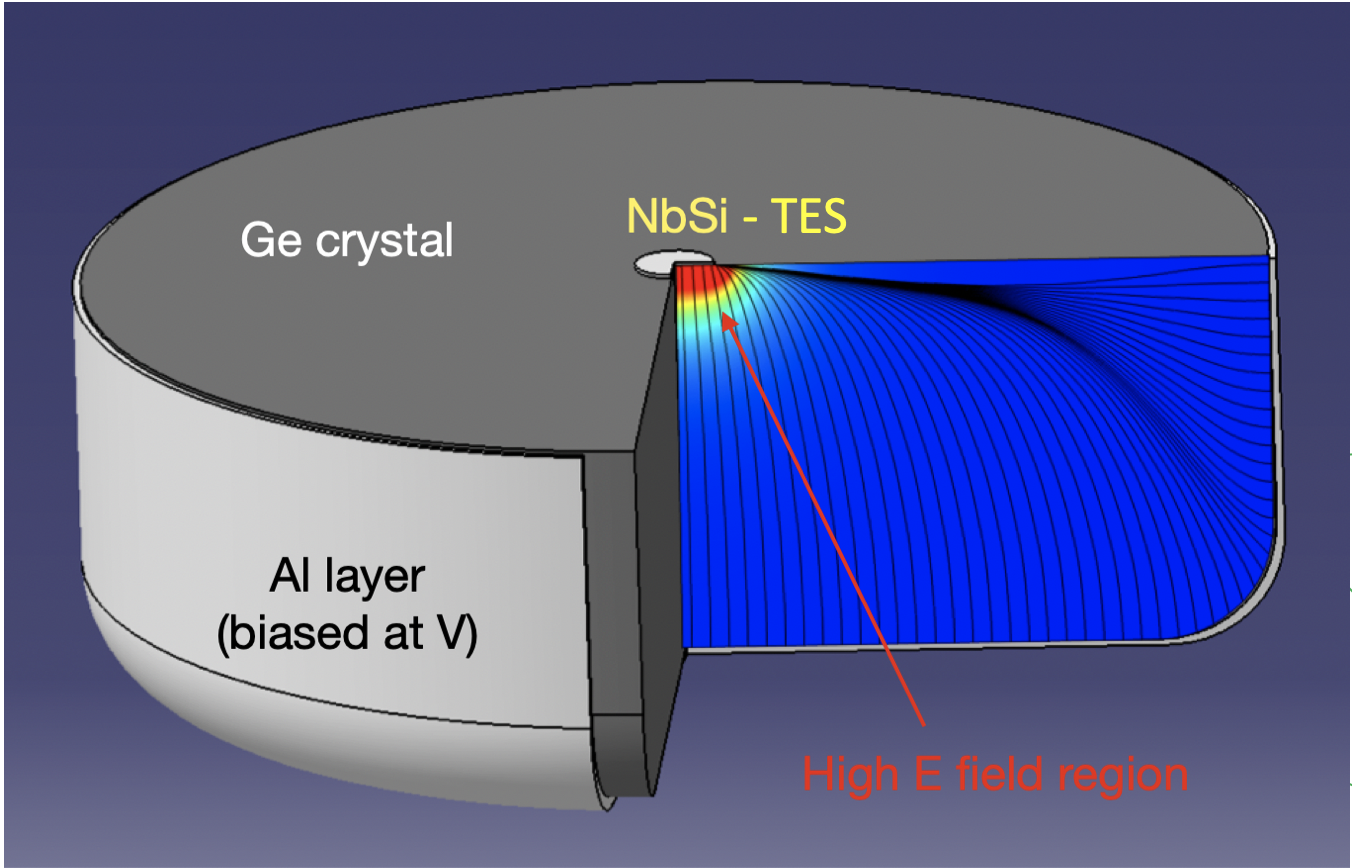 NbSi - TES
Ge crystal
Al layer
(biased at V)
High E field region